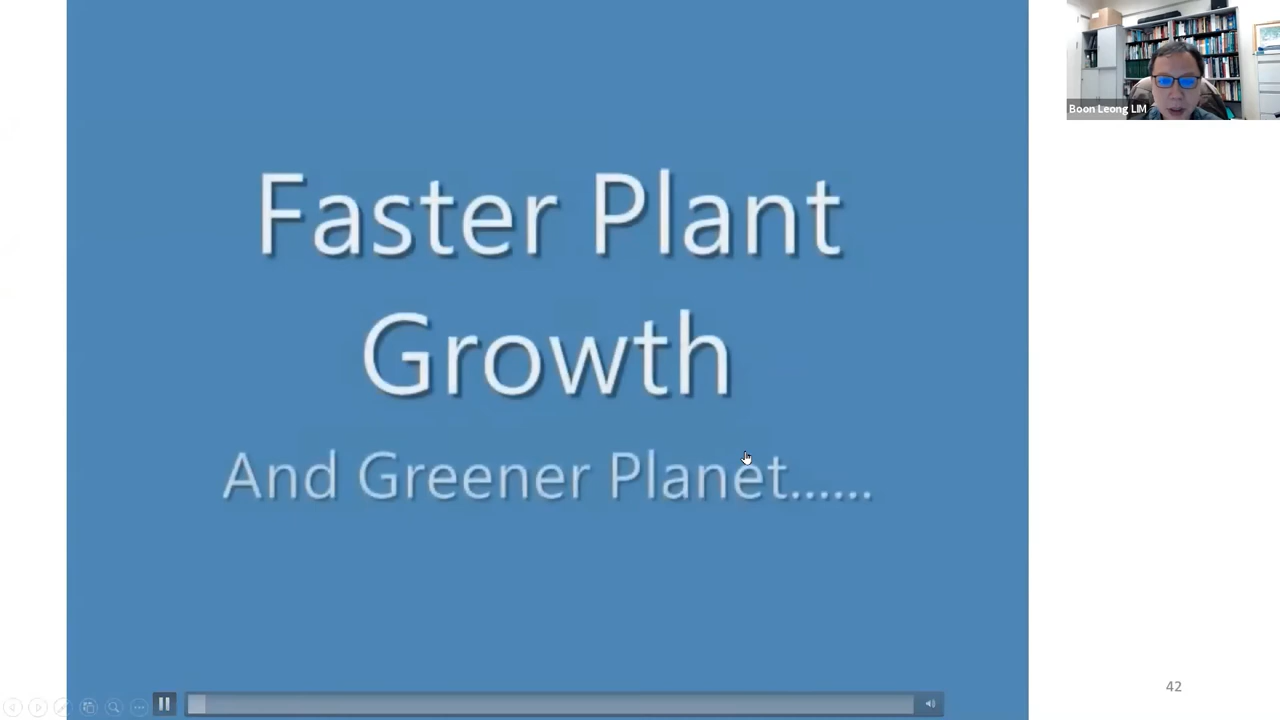 Boon Leong LIM
Faster Plant
Growth
And Greener Planet......
42